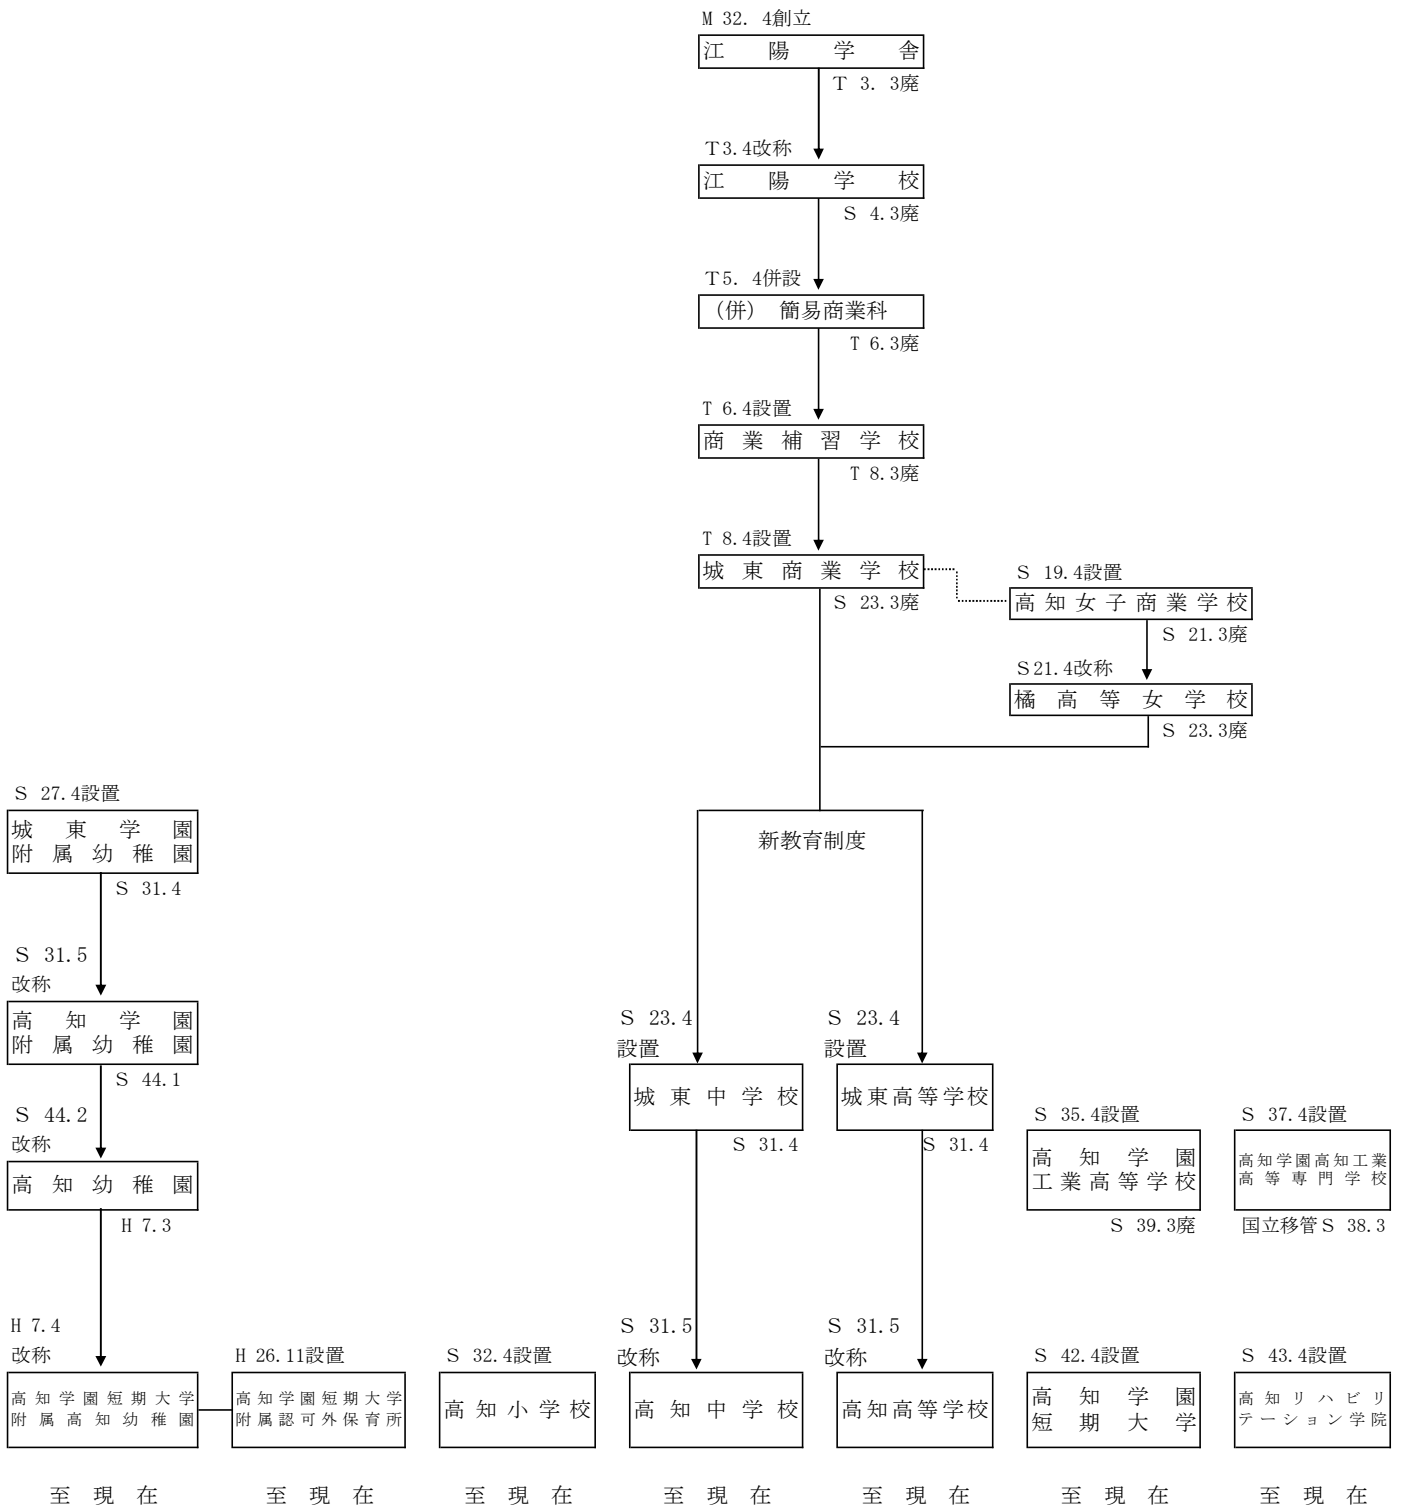 M 32. 4創立
江陽学舎
T 3. 3廃
T3.4改称
江陽学校
S 4.3廃
T5. 4併設
(併) 簡易商業科
T 6.3廃
T 6.4設置
商業補習学校
T 8.3廃
T 8.4設置
城東商業学校
S 23.3廃
S 19.4設置
高知女子商業学校
S 21.3廃
S21.4改称
橘高等女学校
S 23.3廃
新教育制度
S 27.4設置
城東学園
附属幼稚園
S 31.4
S 31.5
改称
高知学園
附属幼稚園
S 44.1
S 44.2
改称
高知幼稚園
H 7.3
H 7.4
改称
高知学園短期大学
附属高知幼稚園
至現在
H 26.11設置
高知学園短期大学
附属認可外保育所
至現在
S 32.4設置
高知小学校
至現在
S 23.4
設置
城東中学校
S 31.4
S 31.5
改称
高知中学校
至現在
S 23.4
設置
城東高等学校
S 31.4
S 31.5
改称
高知高等学校
至現在
S 35.4設置
高知学園
工業高等学校
S 39.3廃
S 42.4設置
高知学園
短期大学
至現在
S 37.4設置
高知学園高知工業
高等専門学校
国立移管S 38.3
S 43.4設置
高知リハビリ
テーション学院
至現在